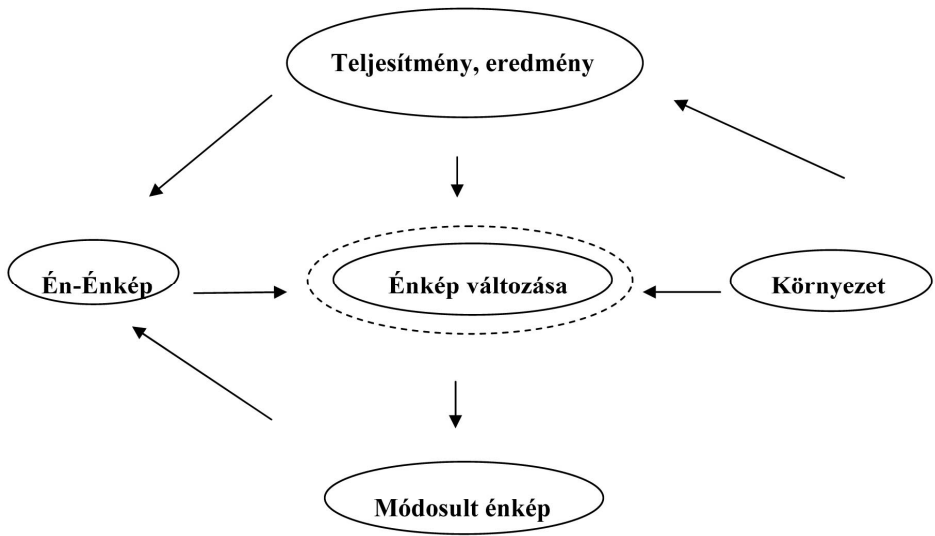 Teljesítmény, eredmény
Én-Énkép
Énkép változása
Környezet
Módosult énkép